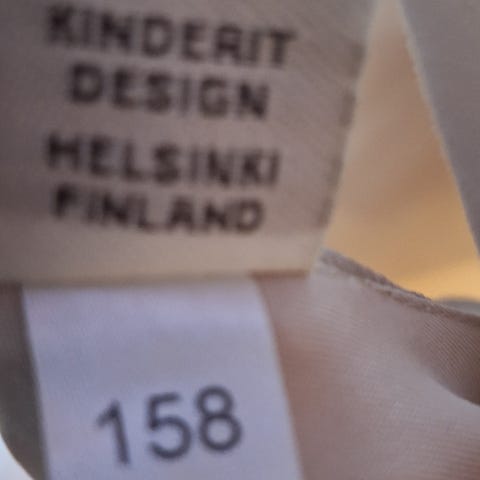 KINDERIT
DESIGN
HELSINKI
FINLAND
158